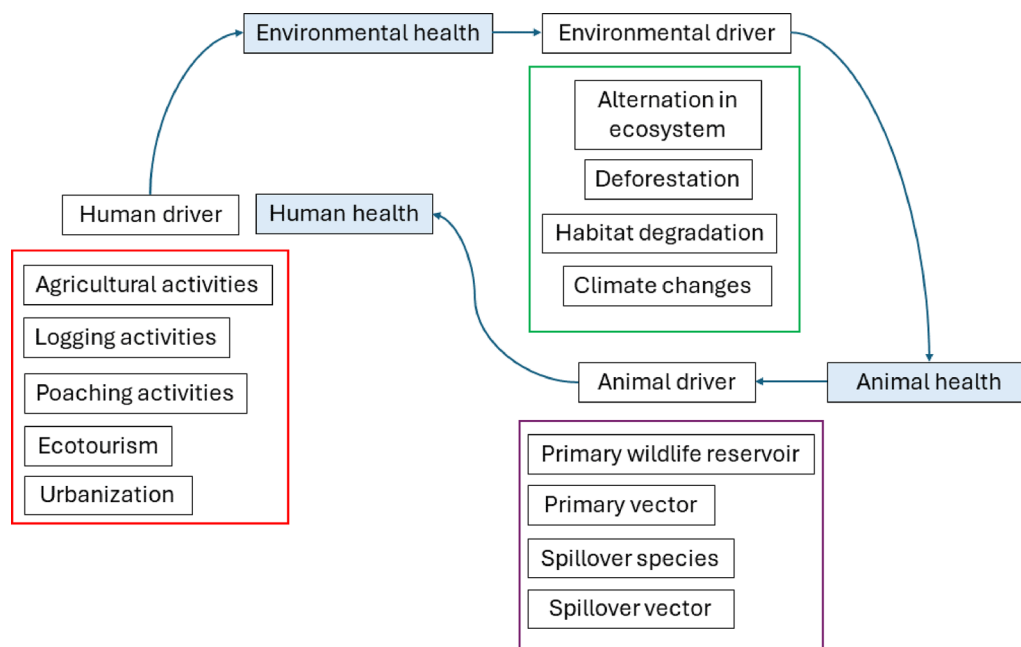 Environmental health
Environmental driver
Alternation in
ecosystem
Deforestation
Habitat degradation
Climate changes
Human driver
Human health
Agricultural activities
Logging activities
Poaching activities
Ecotourism
Urbanization
Animal driver
Animal health
Primary wildlife reservoir
Primary vector
Spillover species
Spillover vector